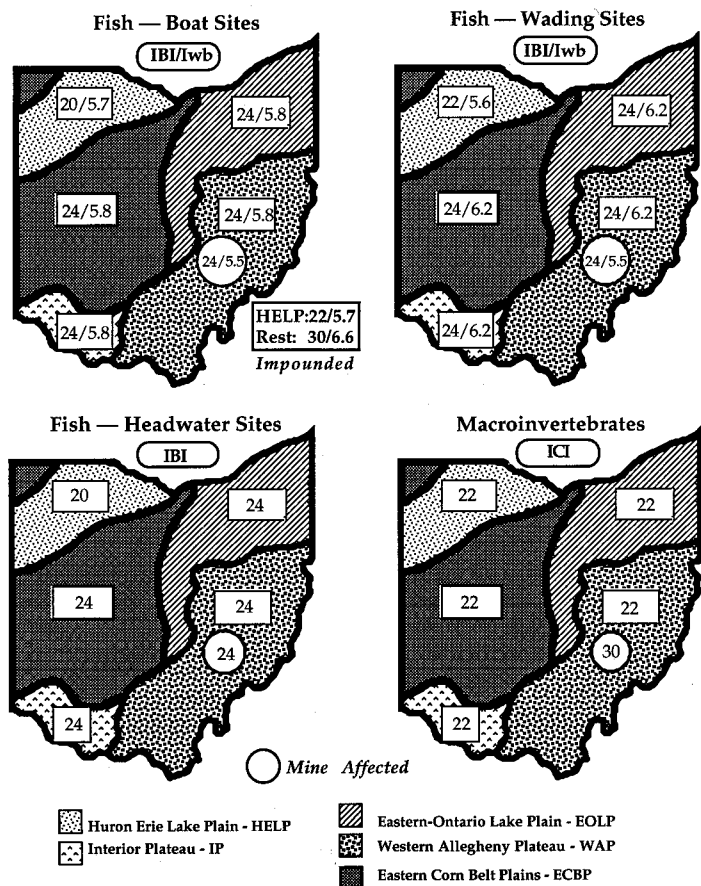 Fish — Boat Sites
IBI/Iwb
20/5.7
24/5.8
24/5.8
24/5.8
24/5.5
24/5.8
HELP:22/5.7
Rest: 30/6.6
Impounded
Fish — Wading Sites
IBI/Iwb
22/5.6
24/6.2
24/6.2
24/6.2
24/5.5
24/6.2
Fish — Headwater Sites
IBI
20
24
24
24
24
24
Macroinvertebrates
ICI
22
22
22
22
30
22
Mine Affected
Huron Erie Lake Plain - HELP
Interior Plateau - IP
Eastern-Ontario Lake Plain - EOLP
Western Allegheny Plateau - WAP
Eastern Corn Belt Plains - ECBP